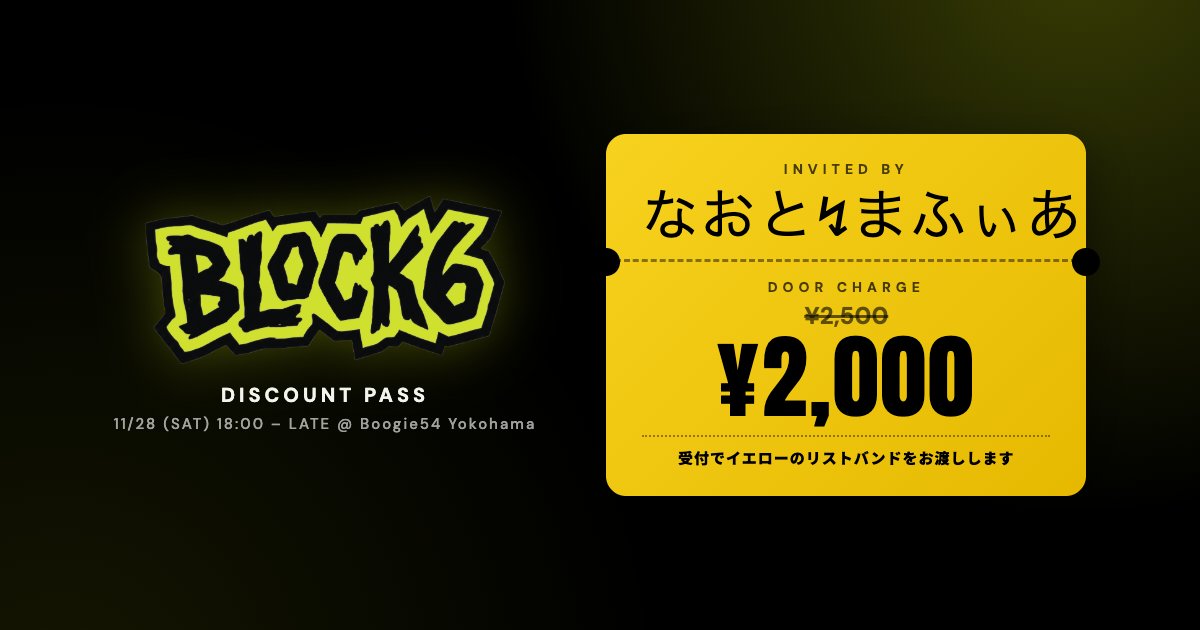 BLOCK6
DISCOUNT PASS
11/28 (SAT) 18:00 – LATE @ Boogie54 Yokohama
INVITED BY
なおと↯まふぃあ
DOOR CHARGE
¥2,500
¥2,000
受付でイエローのリストバンドをお渡しします